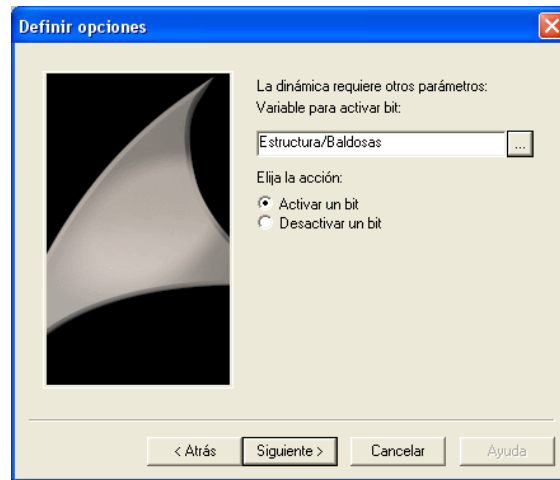 Definir opciones
La dinámica requiere otros parámetros:
Variable para activar bit:
Estructura/Baldosas
...
Elija la acción:
Activar un bit
Desactivar un bit
< Atrás
Siguiente >
Cancelar
Ayuda